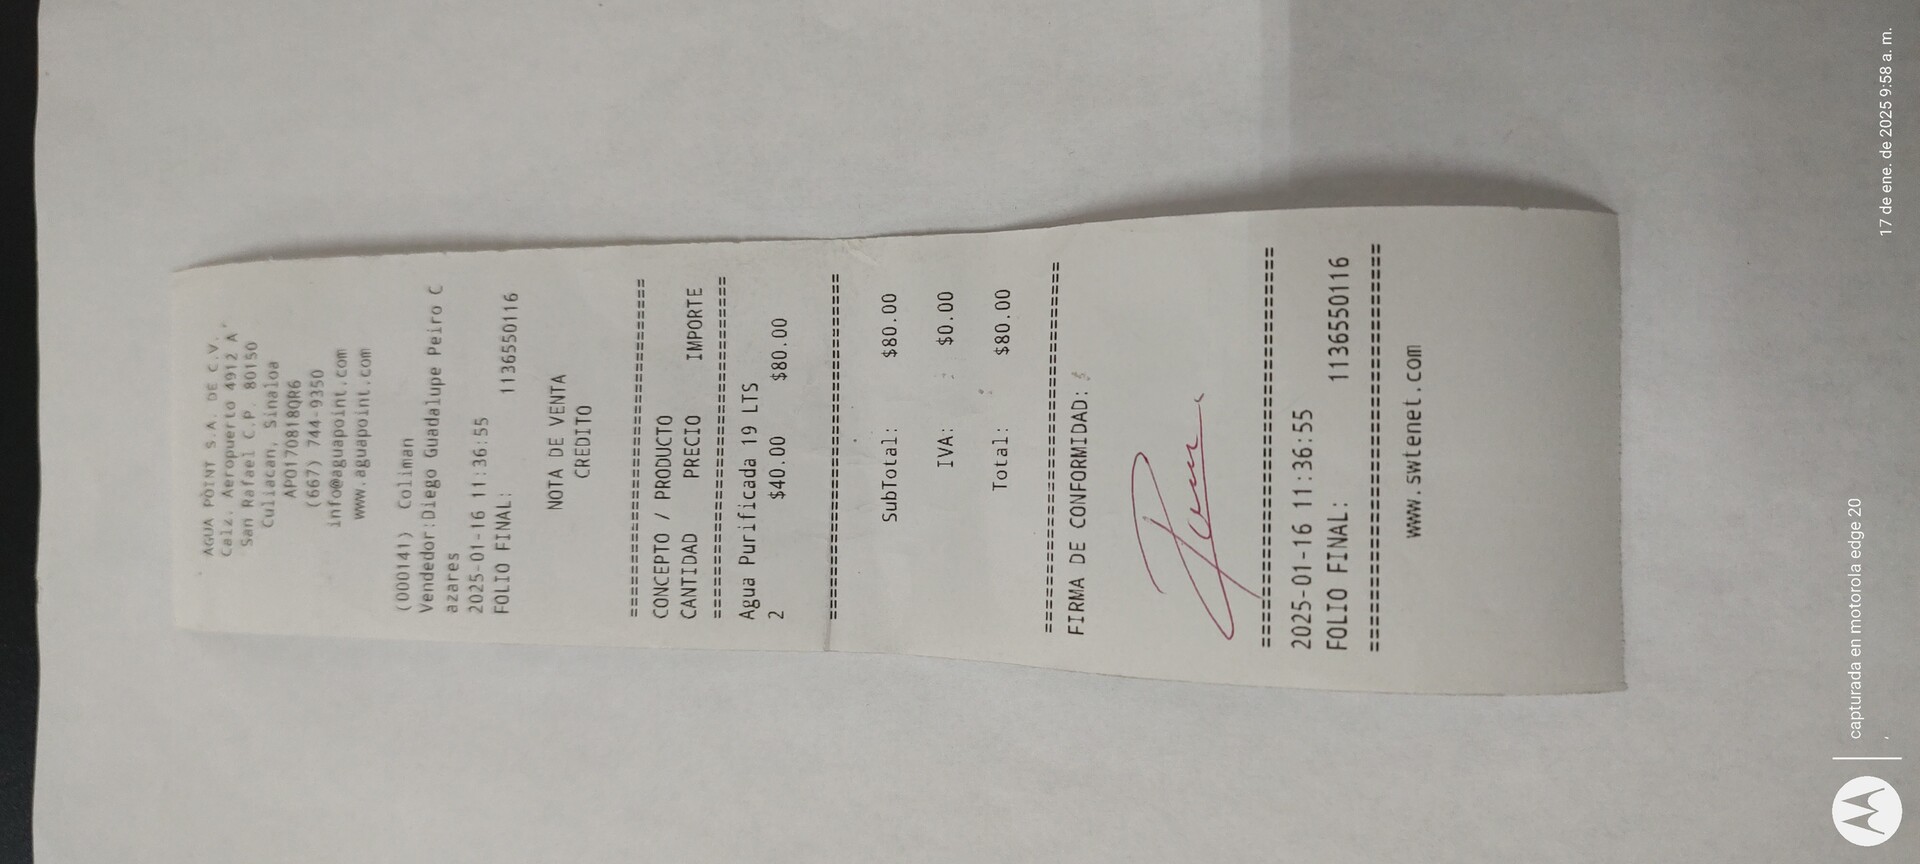 AGUA POINT S.A. DE C.V.
Calz. Aeropuerto 4912 A
San Rafael C.P. 80150
Culiacan, Sinaloa
APO1708180R6
(667) 744-9350
info@aguapoint.com
www.aguapoint.com
(000141) Coliman
Vendedor:Diego Guadalupe Peiro C
azares
2025-01-16 11:36:55
FOLIO FINAL: 1136550116
NOTA DE VENTA
CREDITO
================================
CONCEPTO / PRODUCTO
CANTIDAD PRECIO IMPORTE
================================
Agua Purificada 19 LTS
2 $40.00 $80.00
================================
SubTotal: $80.00
IVA: $0.00
Total: $80.00
================================
FIRMA DE CONFORMIDAD:
================================
2025-01-16 11:36:55
FOLIO FINAL: 1136550116
================================
www.swtenet.com
capturada en motorola edge 20
17 de ene. de 2025 9:58 a. m.